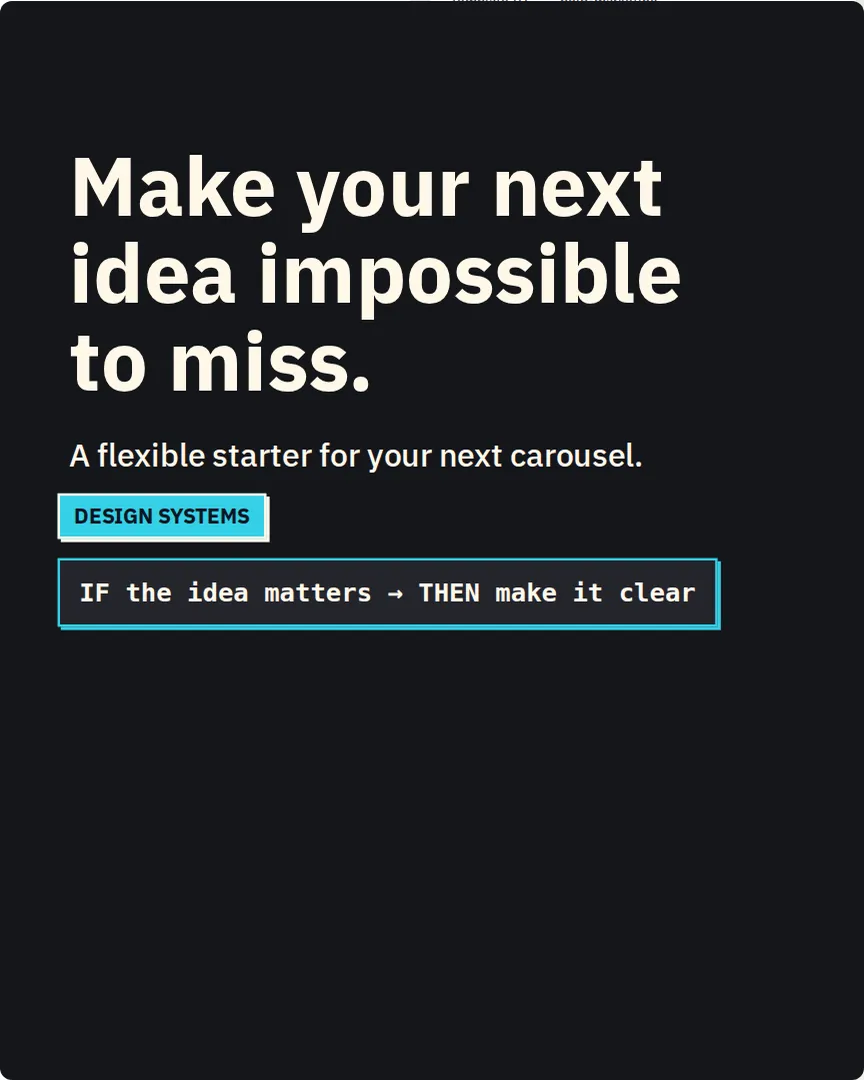 Make your next
idea impossible
to miss.
A flexible starter for your next carousel.
DESIGN SYSTEMS
IF the idea matters → THEN make it clear